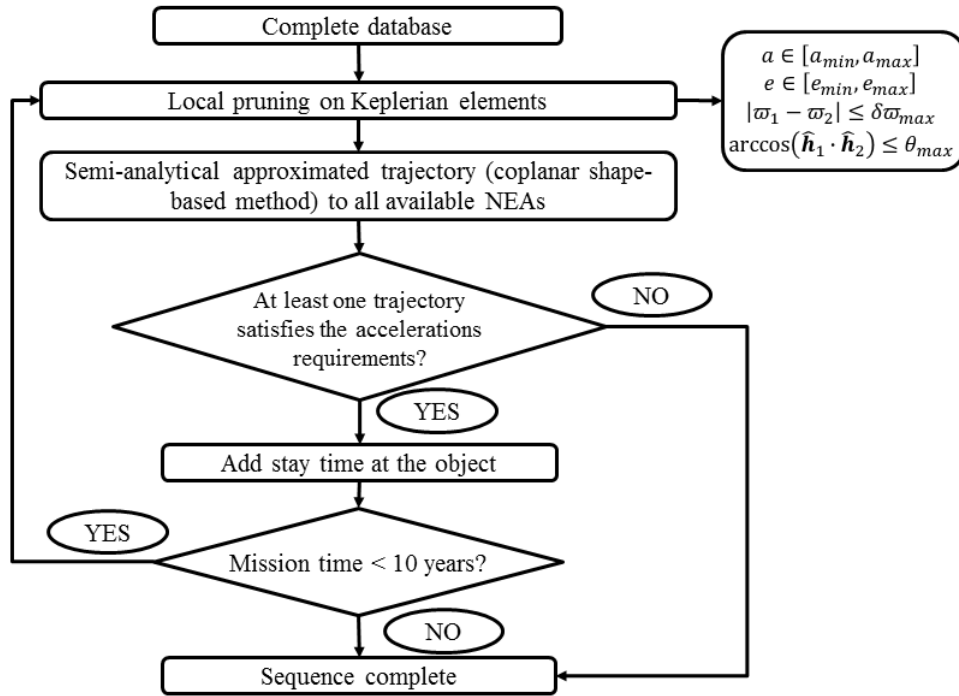 Complete database
Local pruning on Keplerian elements
a ∈ [a_min, a_max]
e ∈ [e_min, e_max]
|ϖ₁ − ϖ₂| ≤ δϖ_max
arccos(ĥ₁ · ĥ₂) ≤ θ_max
Semi-analytical approximated trajectory (coplanar shape-
based method) to all available NEAs
At least one trajectory
satisfies the accelerations
requirements?
NO
YES
Add stay time at the object
YES
Mission time < 10 years?
NO
Sequence complete